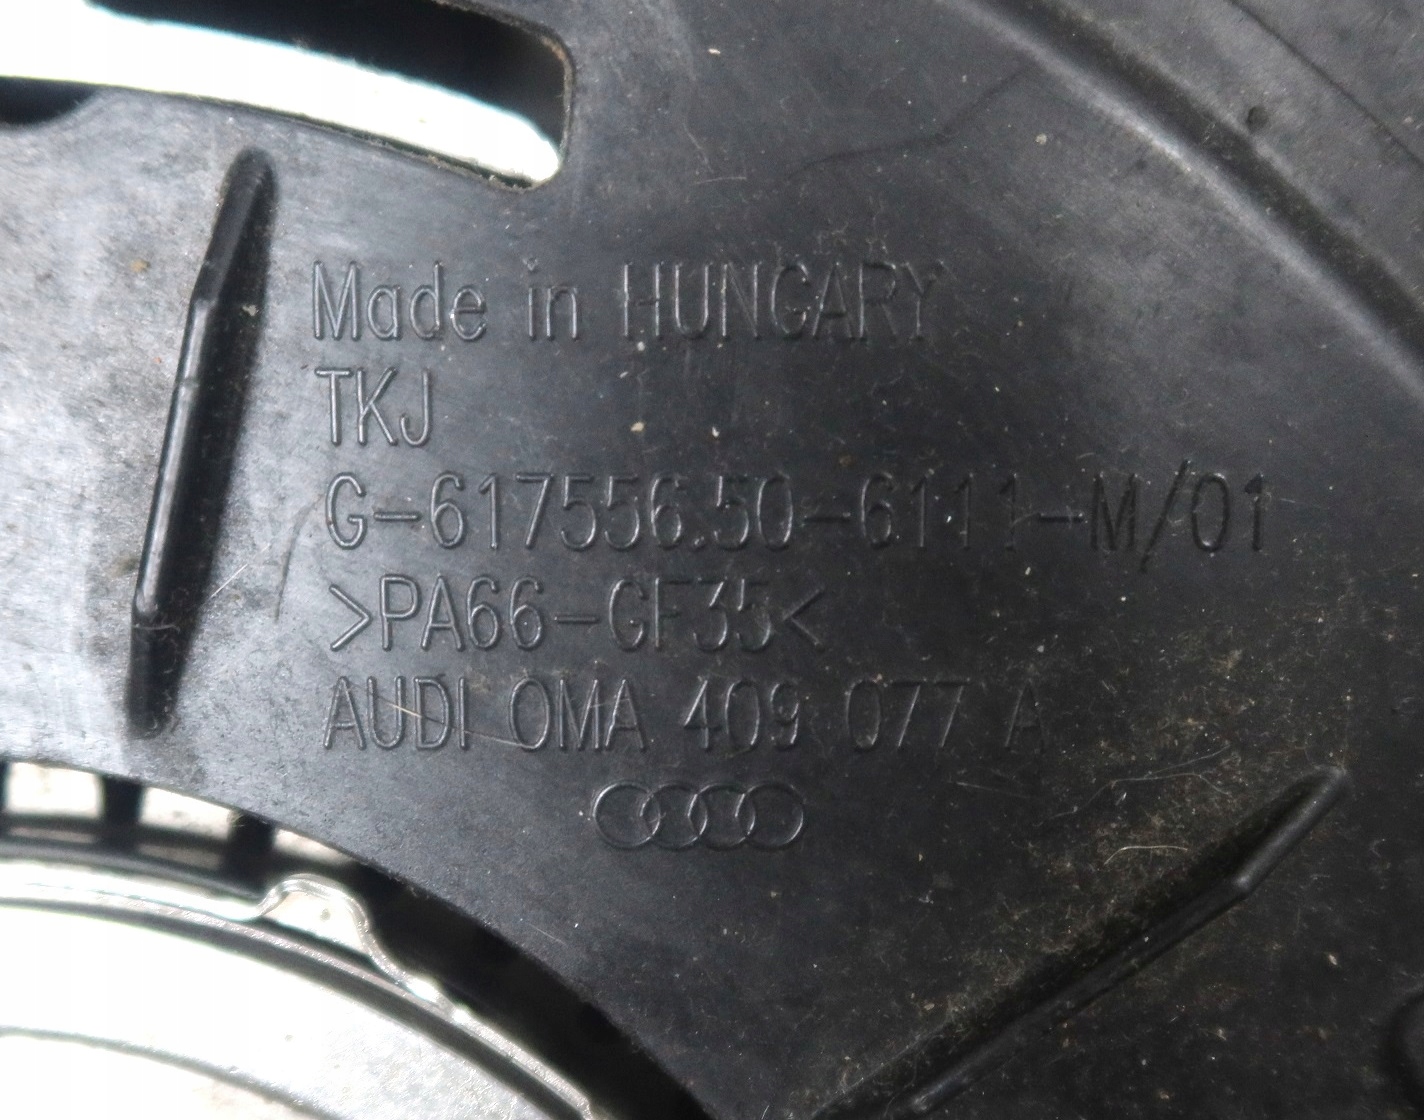 Made in HUNGARY
TKJ
G-617556.50-6111-M/01
>PA66-GF35<
AUDI 0MA 409 077 A